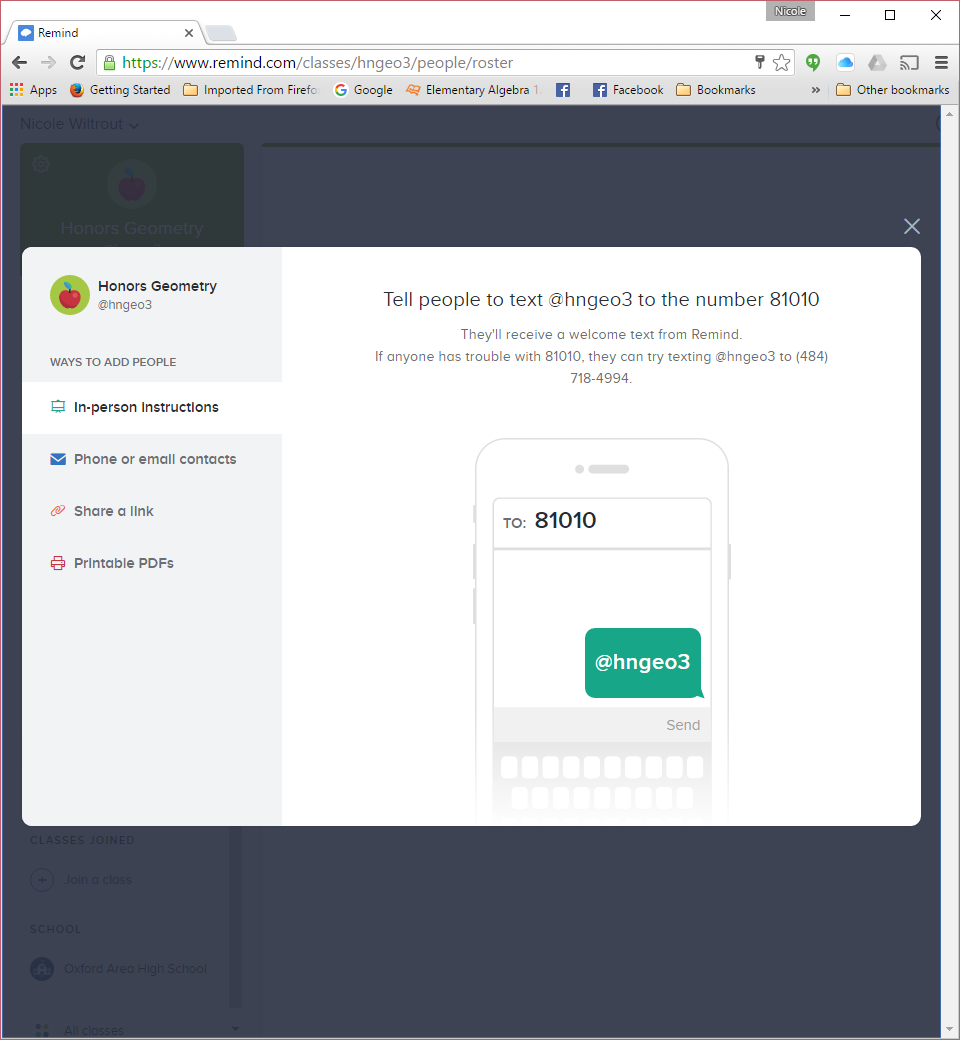 Nicole
Remind
https://www.remind.com/classes/hngeo3/people/roster
Apps
Getting Started
Imported From Firefo
Google
Elementary Algebra 1
Facebook
Bookmarks
»
Other bookmarks
Nicole Wiltrout
Honors Geometry
Honors Geometry
@hngeo3
WAYS TO ADD PEOPLE
In-person instructions
Phone or email contacts
Share a link
Printable PDFs
Tell people to text @hngeo3 to the number 81010
They'll receive a welcome text from Remind.
If anyone has trouble with 81010, they can try texting @hngeo3 to (484)
718-4994.
TO: 81010
@hngeo3
Send
CLASSES JOINED
Join a class
SCHOOL
Oxford Area High School
All classes